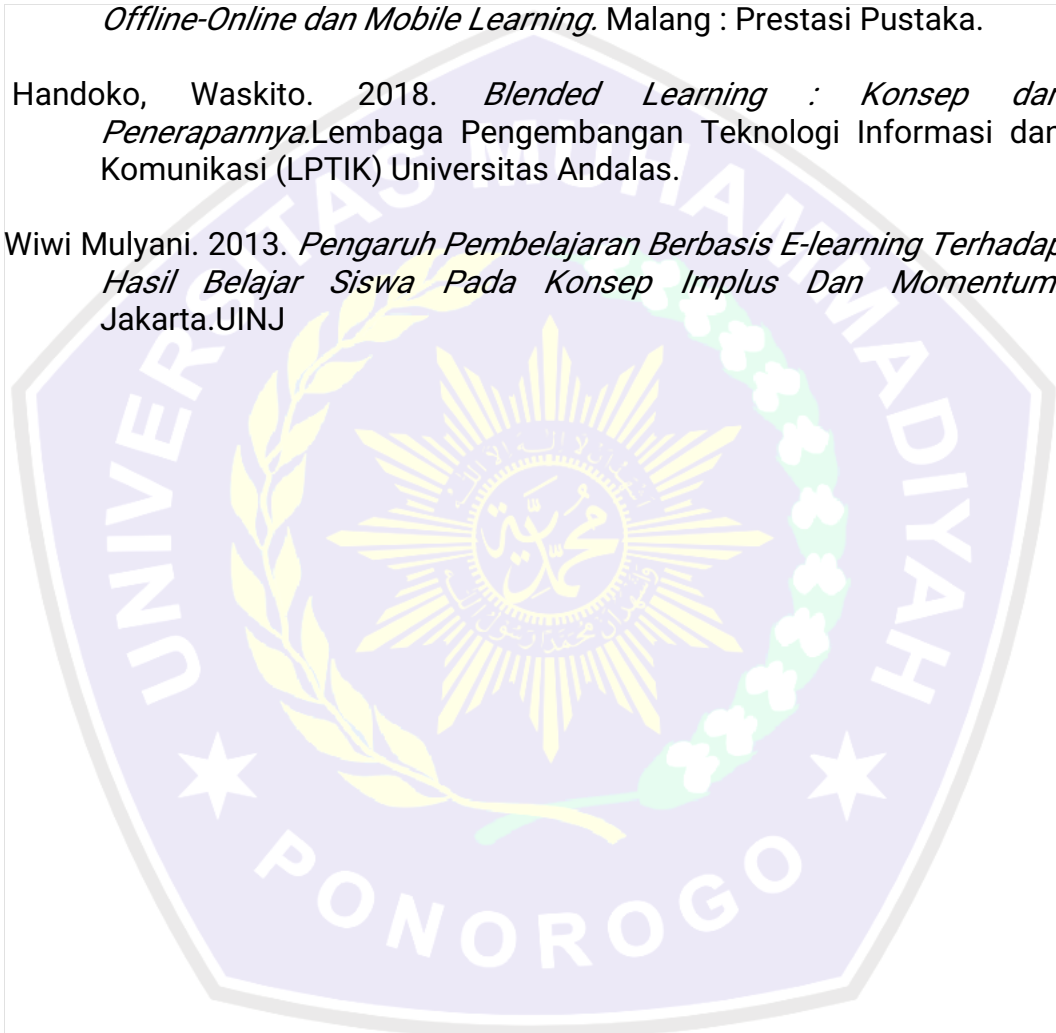 Offline-Online dan Mobile Learning. Malang : Prestasi Pustaka.
Handoko, Waskito. 2018. Blended Learning : Konsep dan
Penerapannya.Lembaga Pengembangan Teknologi Informasi dan
Komunikasi (LPTIK) Universitas Andalas.
Wiwi Mulyani. 2013. Pengaruh Pembelajaran Berbasis E-learning Terhadap
Hasil Belajar Siswa Pada Konsep Implus Dan Momentum
Jakarta.UINJ
UNIVERSITAS MUHAMMADIYAH
PONOROGO
محمدية